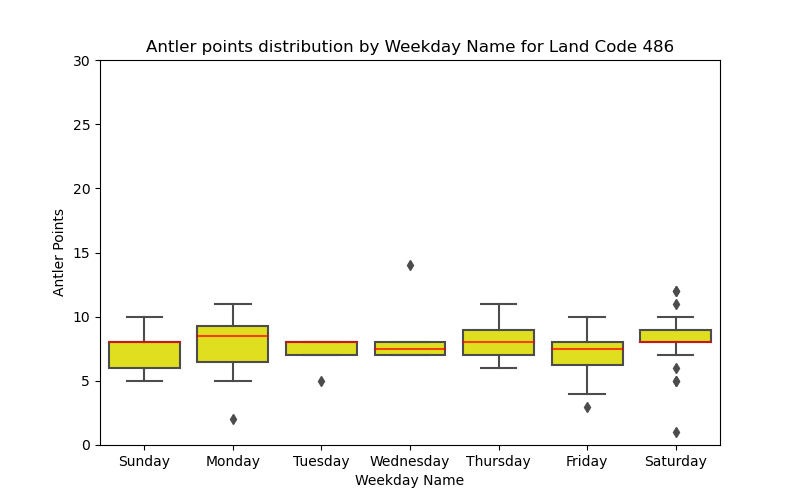 Antler points distribution by Weekday Name for Land Code 486
30
25
20
15
10
5
0
Antler Points
Sunday Monday Tuesday Wednesday Thursday Friday Saturday
Weekday Name